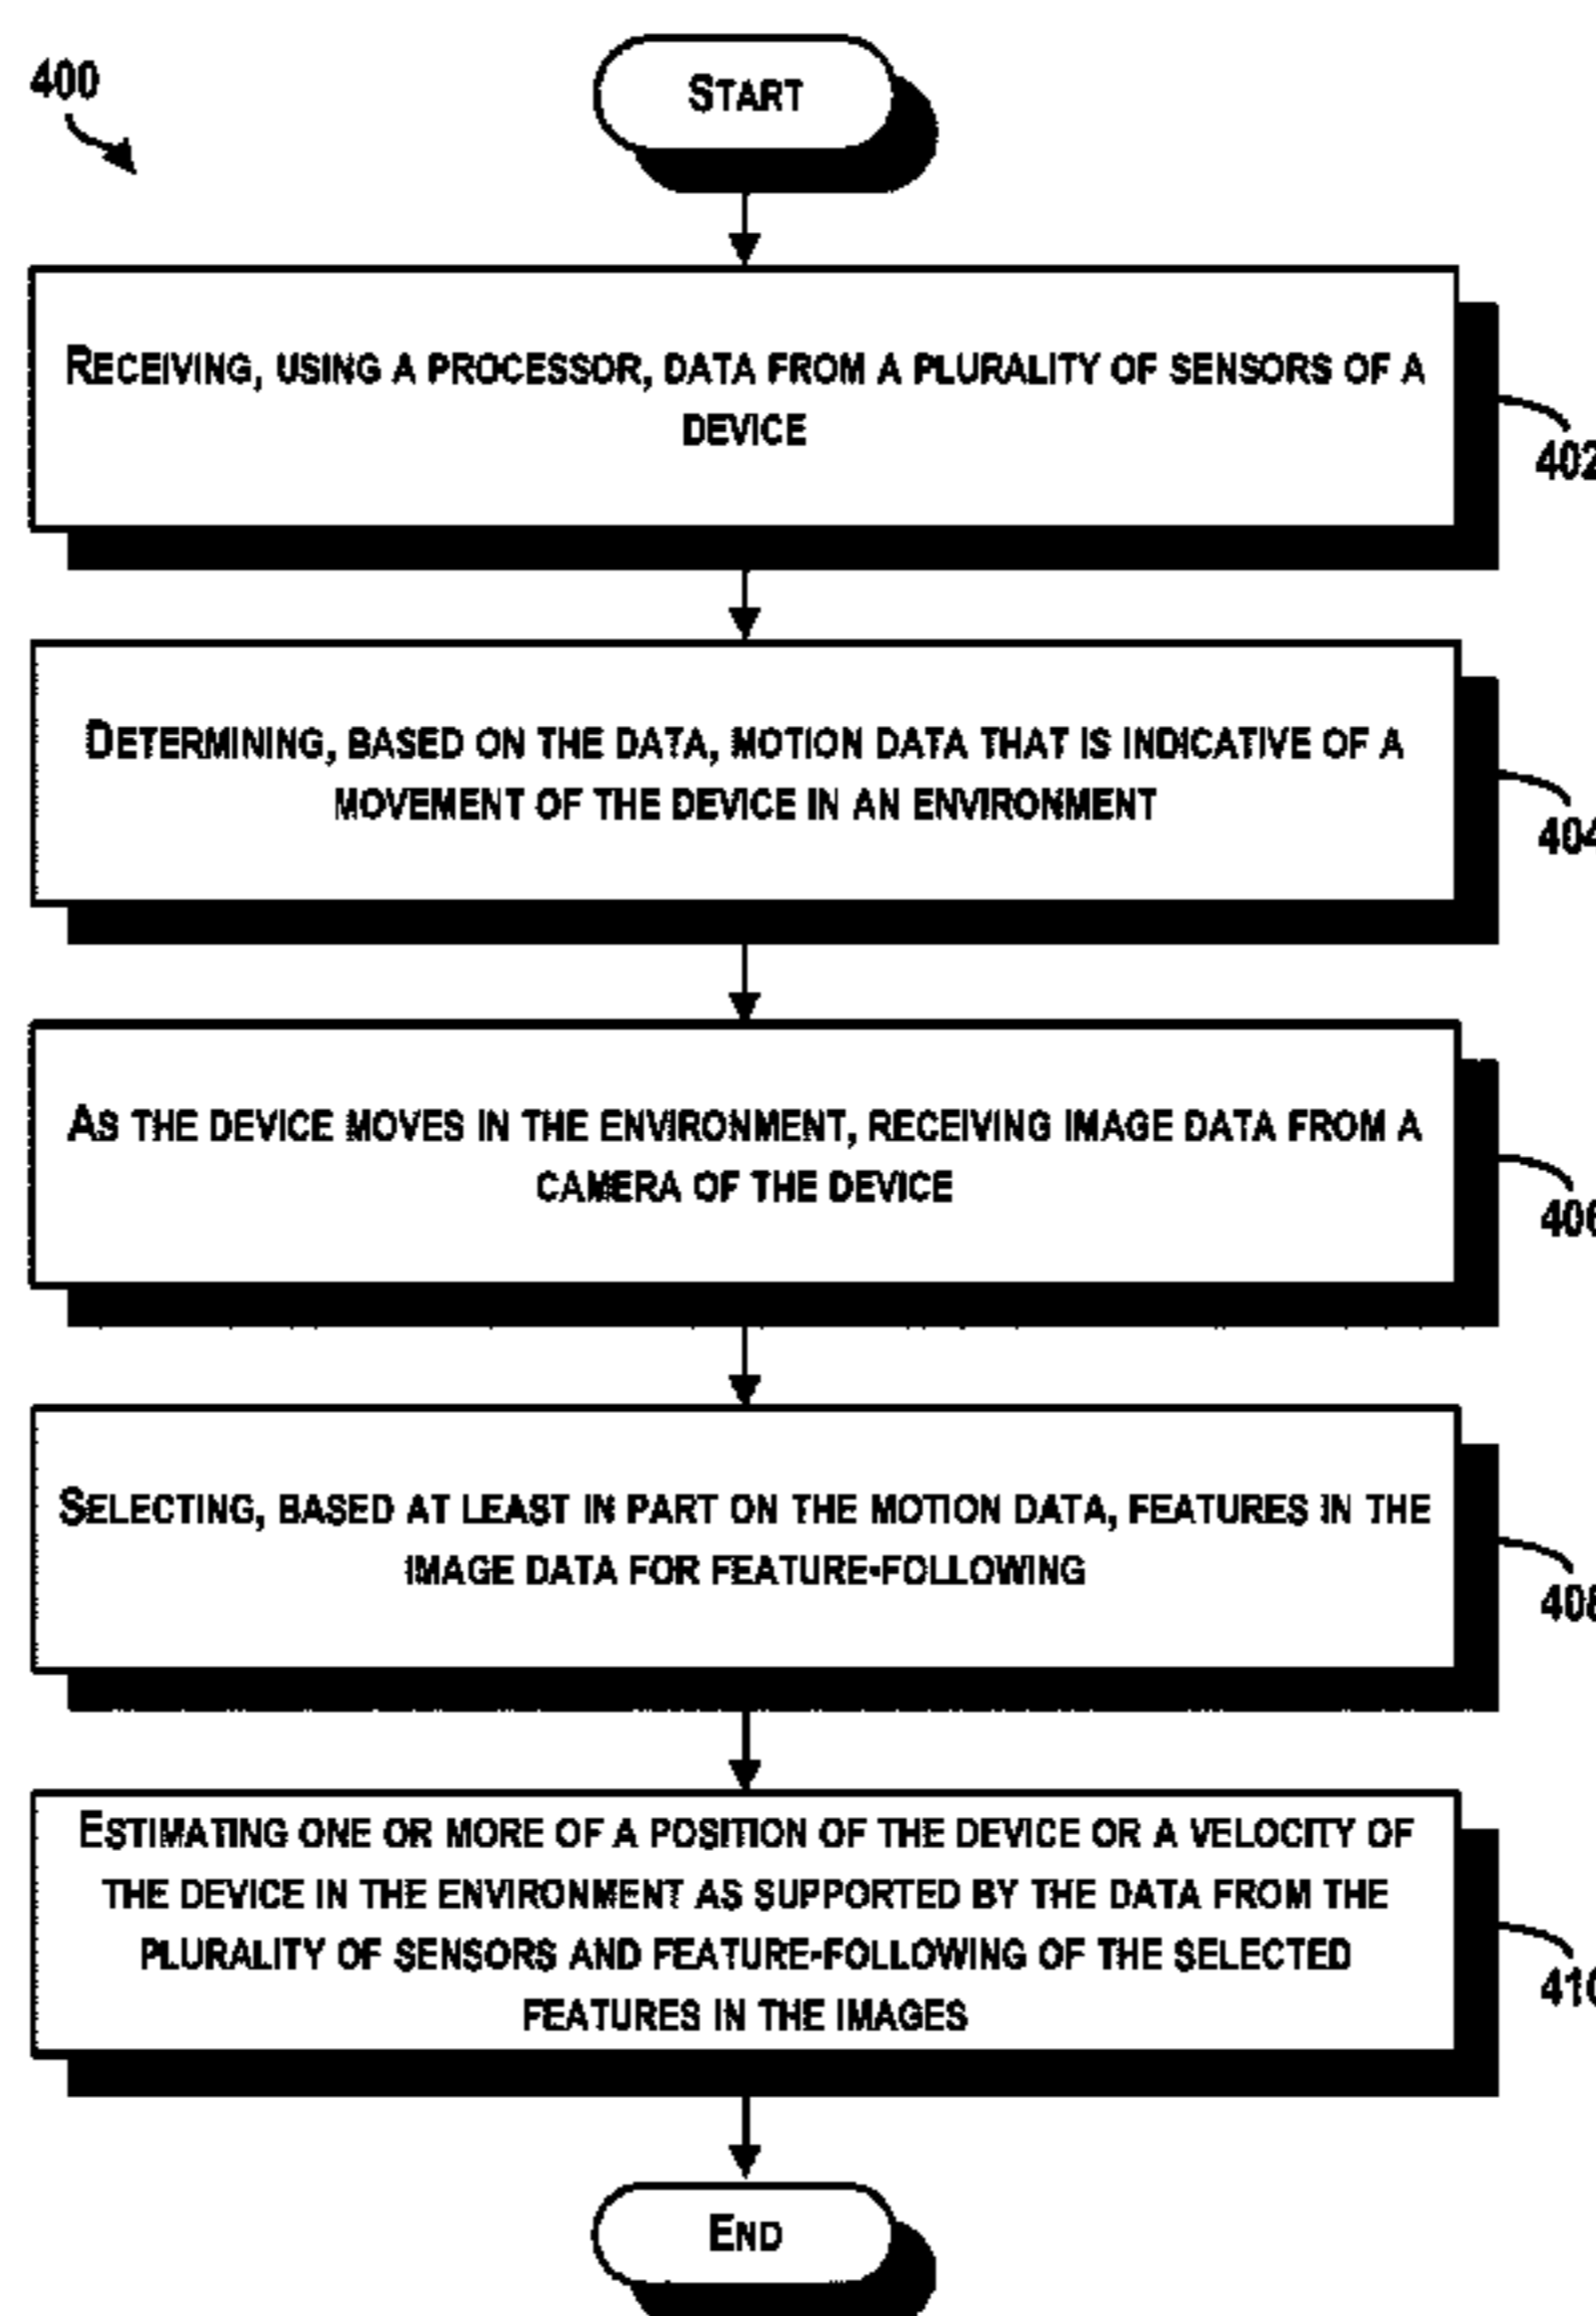 400
START
RECEIVING, USING A PROCESSOR, DATA FROM A PLURALITY OF SENSORS OF A
DEVICE
402
DETERMINING, BASED ON THE DATA, MOTION DATA THAT IS INDICATIVE OF A
MOVEMENT OF THE DEVICE IN AN ENVIRONMENT
404
AS THE DEVICE MOVES IN THE ENVIRONMENT, RECEIVING IMAGE DATA FROM A
CAMERA OF THE DEVICE
406
SELECTING, BASED AT LEAST IN PART ON THE MOTION DATA, FEATURES IN THE
IMAGE DATA FOR FEATURE-FOLLOWING
408
ESTIMATING ONE OR MORE OF A POSITION OF THE DEVICE OR A VELOCITY OF
THE DEVICE IN THE ENVIRONMENT AS SUPPORTED BY THE DATA FROM THE
PLURALITY OF SENSORS AND FEATURE-FOLLOWING OF THE SELECTED
FEATURES IN THE IMAGES
410
END